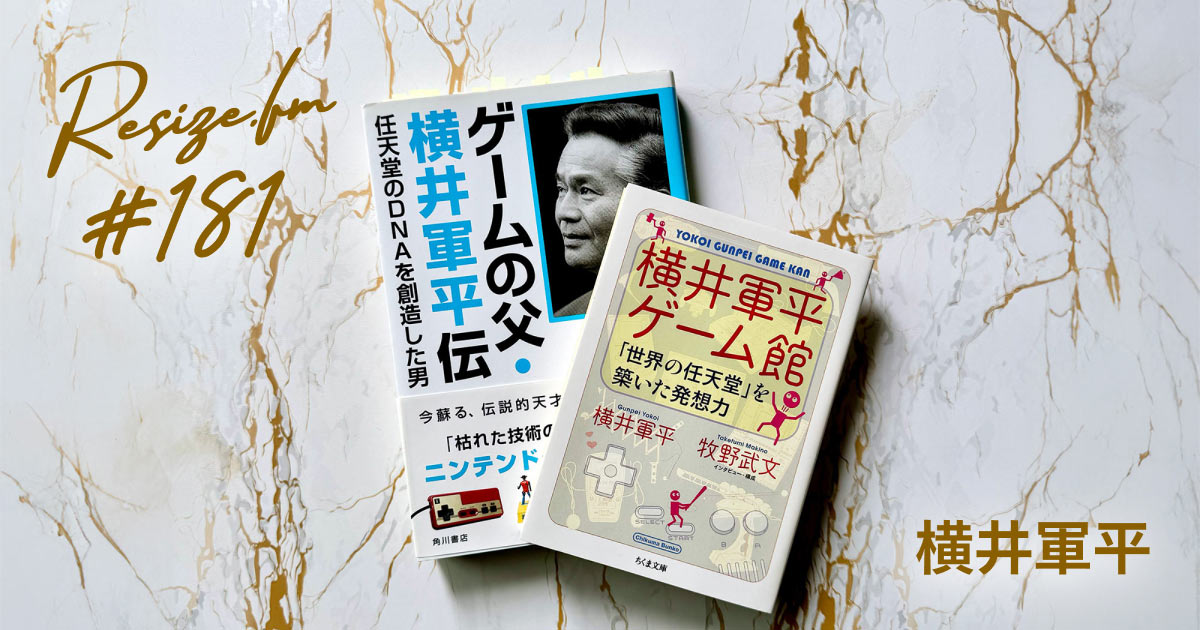 Resize.fm
#181
ゲームの父・
横井軍平伝
任天堂のDNAを創造した男
今蘇る、伝説的天才
「枯れた技術の
ニンテンド
角川書店
YOKOI GUNPEI GAME KAN
横井軍平
ゲーム館
「世界の任天堂」を
築いた発想力
Gunpei Yokoi
横井軍平
Takefumi Makino
牧野武文
インタビュー・構成
SELECT
START
B
A
Chikuma Bunko
ちくま文庫
横井軍平